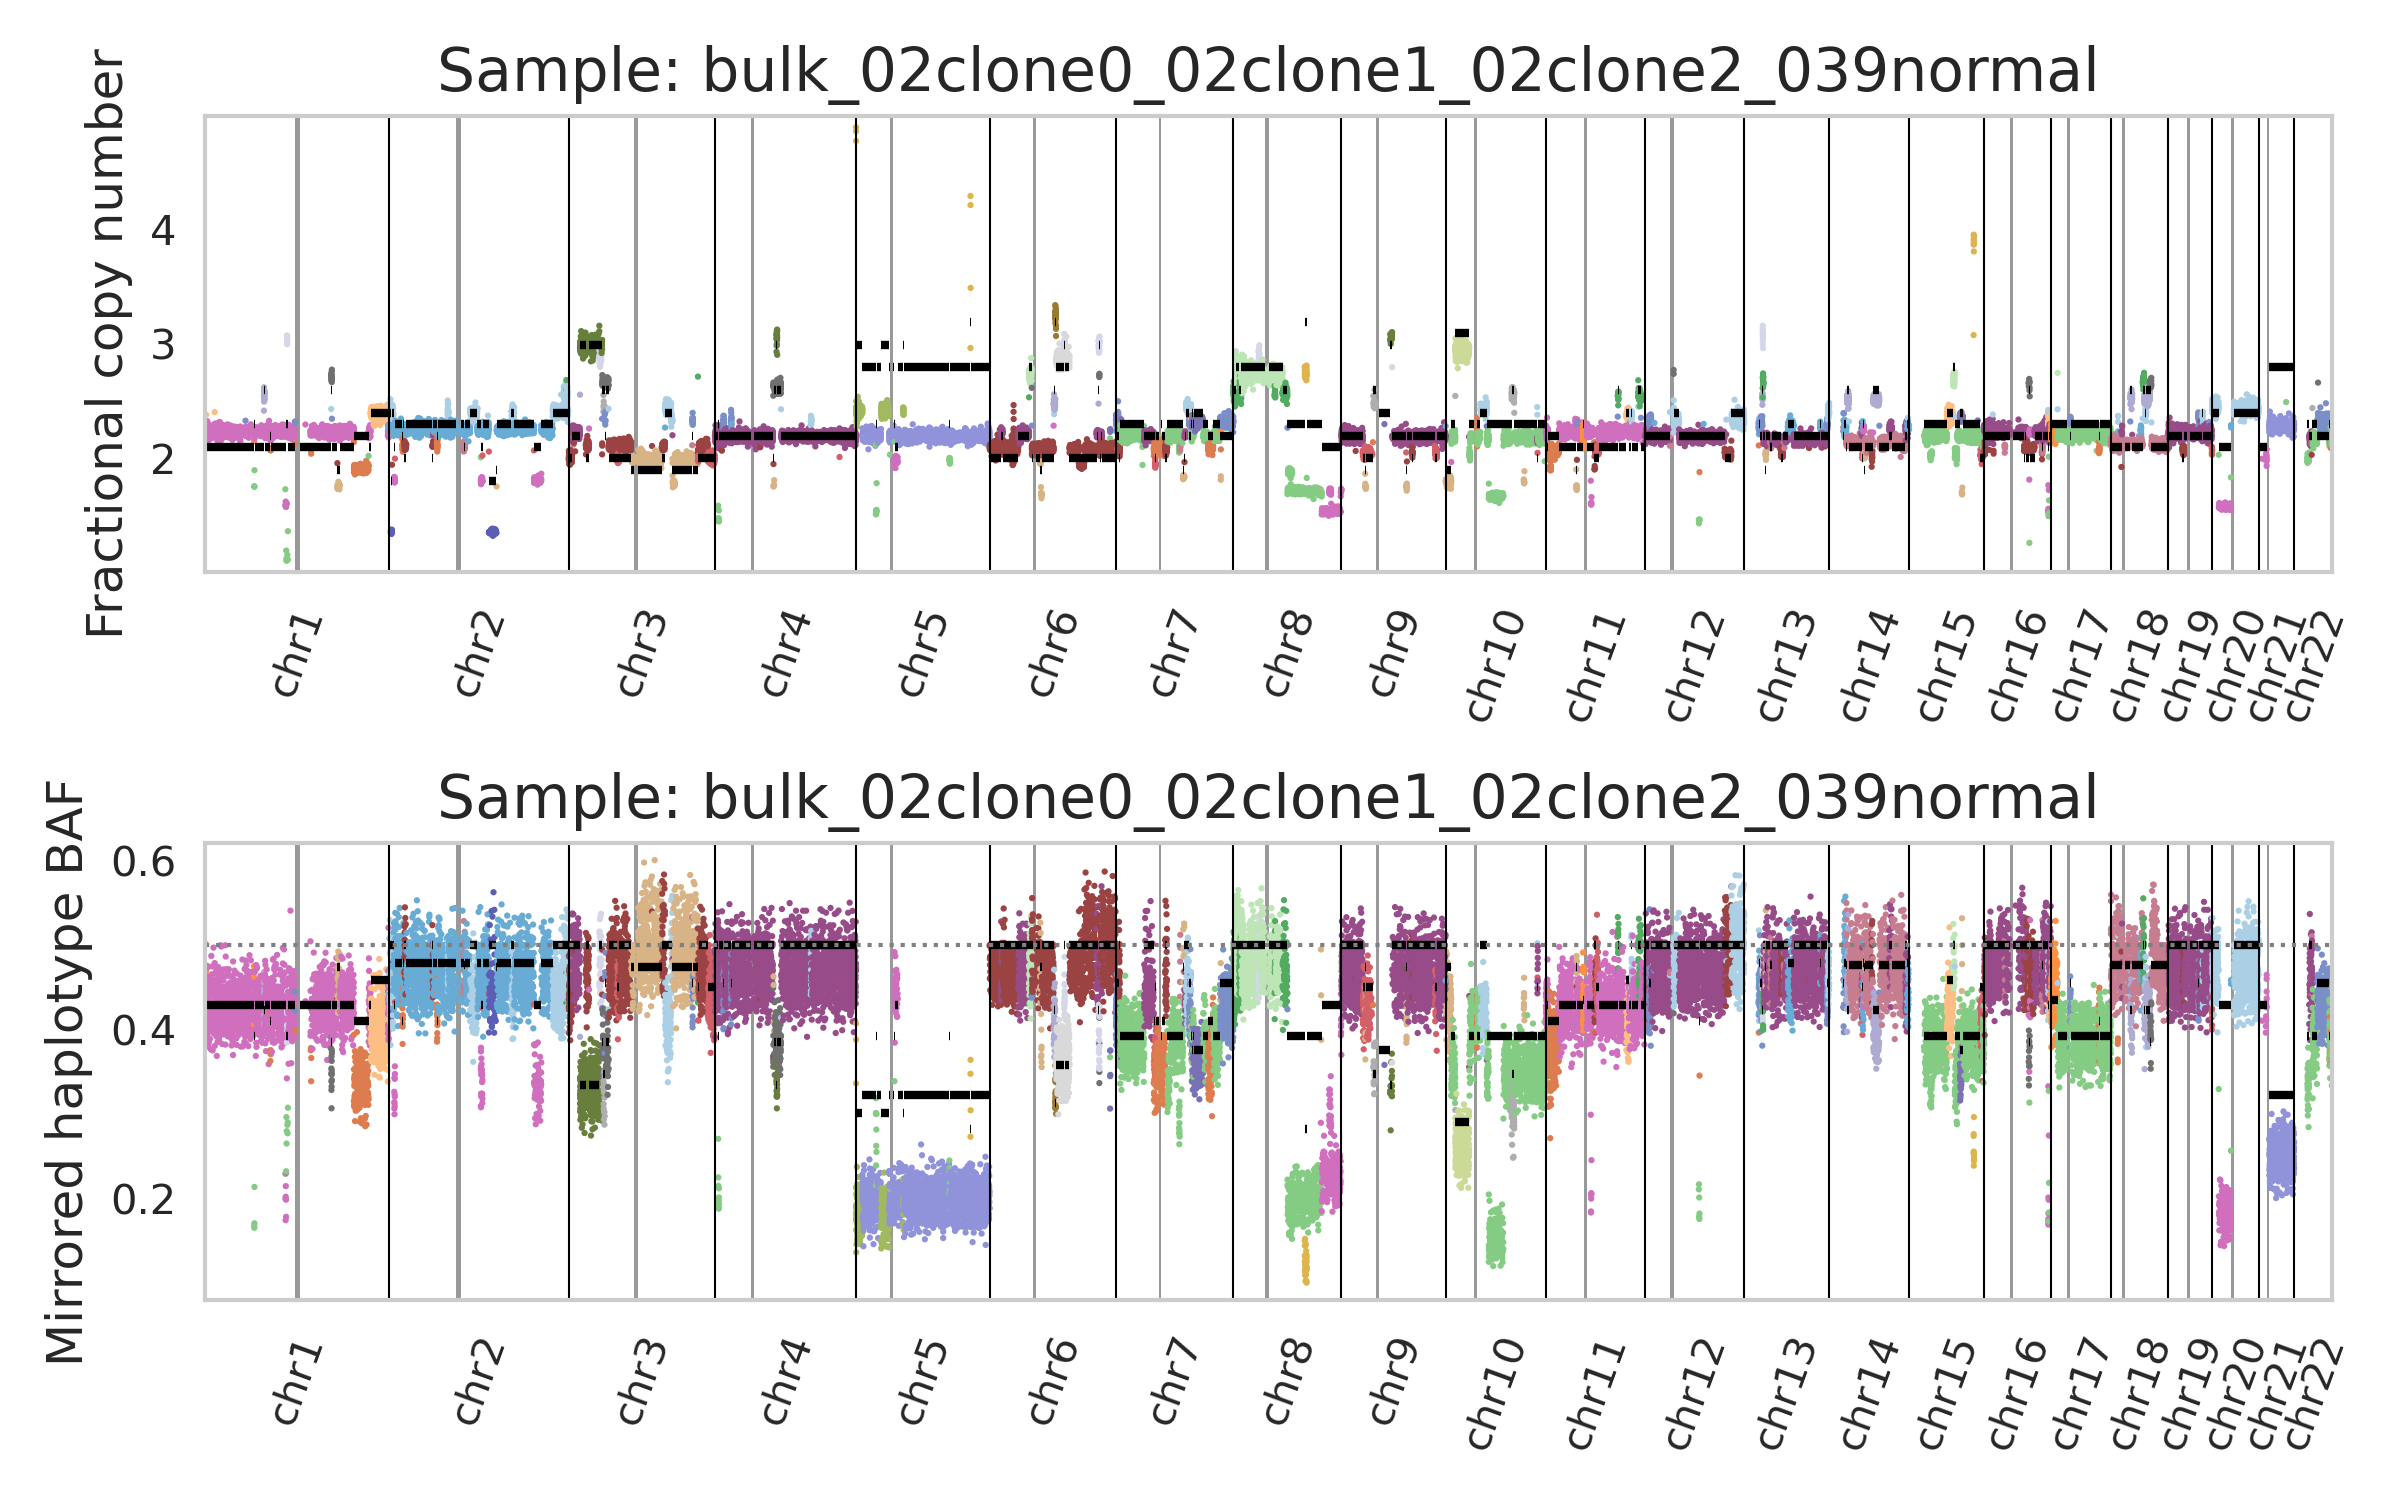 Sample: bulk_02clone0_02clone1_02clone2_039normal
Fractional copy number
4
3
2
chr1 chr2 chr3 chr4 chr5 chr6 chr7 chr8 chr9 chr10 chr11 chr12 chr13 chr14 chr15 chr16 chr17 chr18 chr19 chr20 chr21 chr22
Sample: bulk_02clone0_02clone1_02clone2_039normal
Mirrored haplotype BAF
0.6
0.4
0.2
chr1 chr2 chr3 chr4 chr5 chr6 chr7 chr8 chr9 chr10 chr11 chr12 chr13 chr14 chr15 chr16 chr17 chr18 chr19 chr20 chr21 chr22